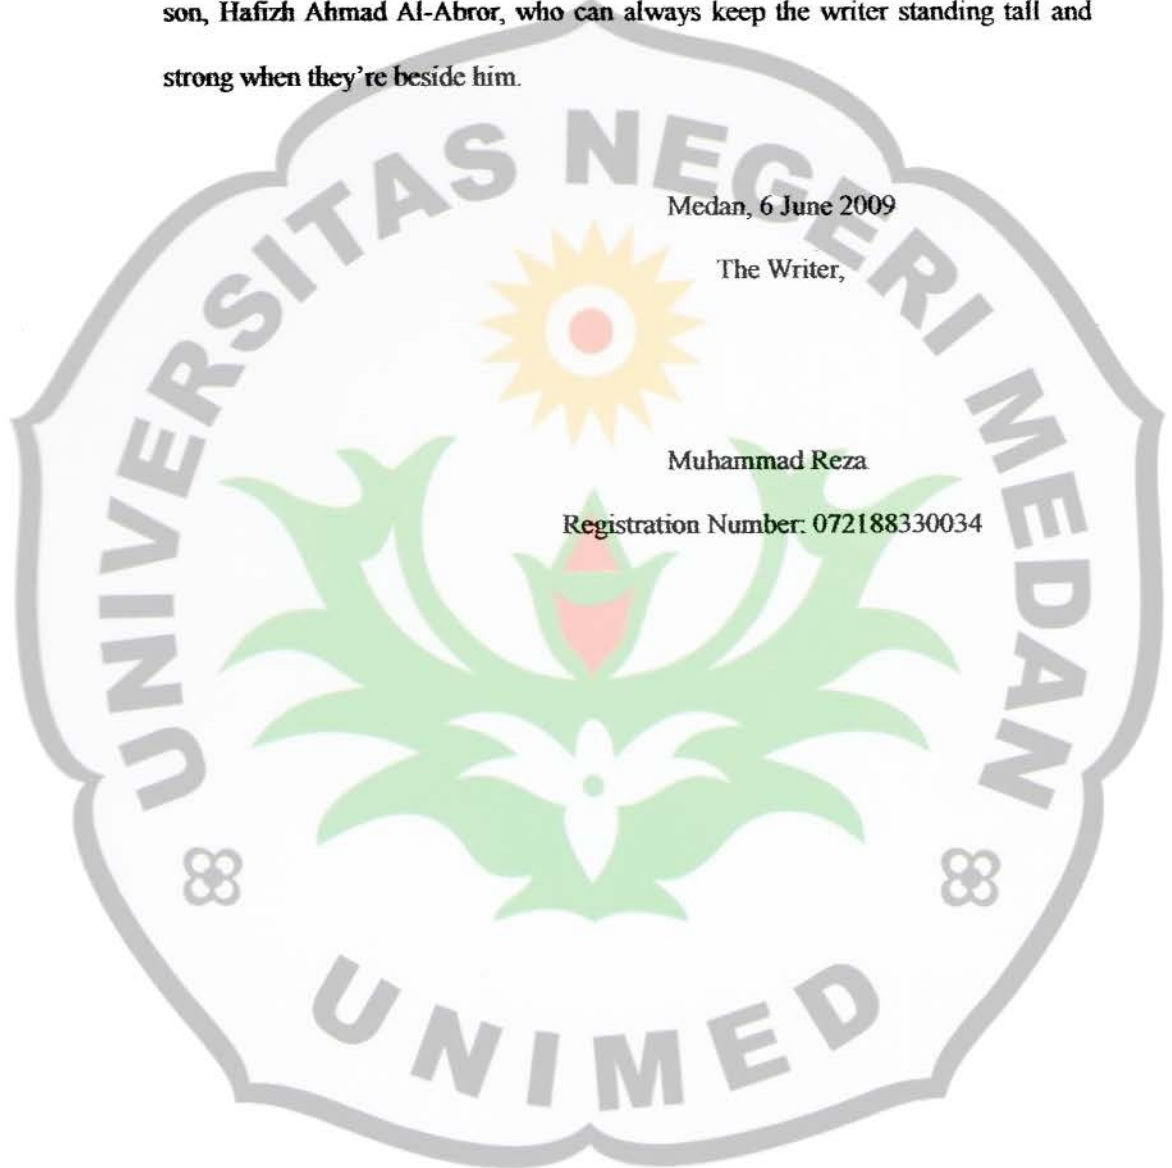 son, Hafizh Ahmad Al-Abror, who can always keep the writer standing tall and
strong when they're beside him.
Medan, 6 June 2009
The Writer,
Muhammad Reza
Registration Number: 072188330034
UNIVERSITAS NEGERI MEDAN
UNIMED